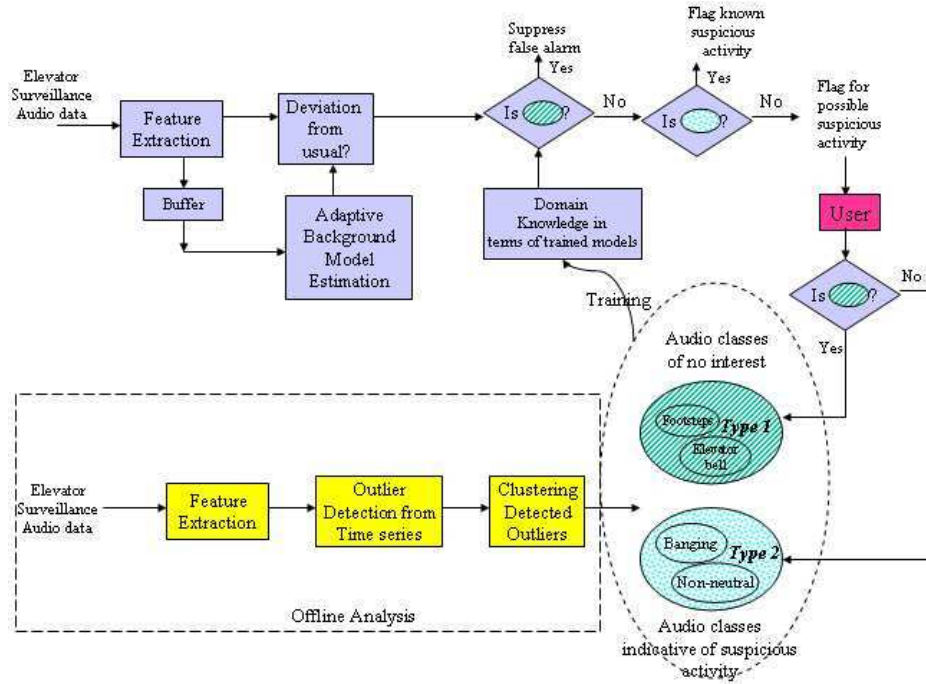 Elevator
Surveillance
Audio data
Feature
Extraction
Buffer
Deviation
from
usual?
Adaptive
Background
Model
Estimation
Suppress
false alarm
Yes
Is ?
No
Flag known
suspicious
activity
Yes
Is ?
No
Flag for
possible
suspicious
activity
User
Is ?
No
Yes
Domain
Knowledge in
terms of trained models
Training
Audio classes
of no interest
Footsteps
Type 1
Elevator
bell
Elevator
Surveillance
Audio data
Feature
Extraction
Outlier
Detection from
Time series
Clustering
Detected
Outliers
Offline Analysis
Banging
Type 2
Non-neutral
Audio classes
indicative of suspicious
activity